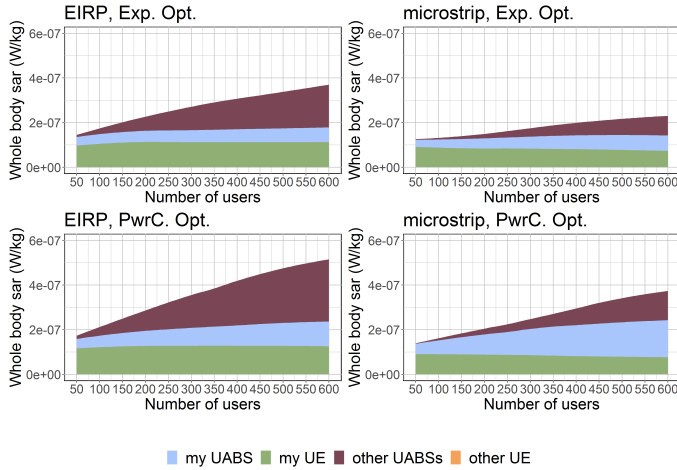 EIRP, Exp. Opt.
Whole body sar (W/kg)
6e-07
4e-07
2e-07
0e+00
50 100 150 200 250 300 350 400 450 500 550 600
Number of users
microstrip, Exp. Opt.
Whole body sar (W/kg)
6e-07
4e-07
2e-07
0e+00
50 100 150 200 250 300 350 400 450 500 550 600
Number of users
EIRP, PwrC. Opt.
Whole body sar (W/kg)
6e-07
4e-07
2e-07
0e+00
50 100 150 200 250 300 350 400 450 500 550 600
Number of users
microstrip, PwrC. Opt.
Whole body sar (W/kg)
6e-07
4e-07
2e-07
0e+00
50 100 150 200 250 300 350 400 450 500 550 600
Number of users
my UABS my UE other UABSs other UE